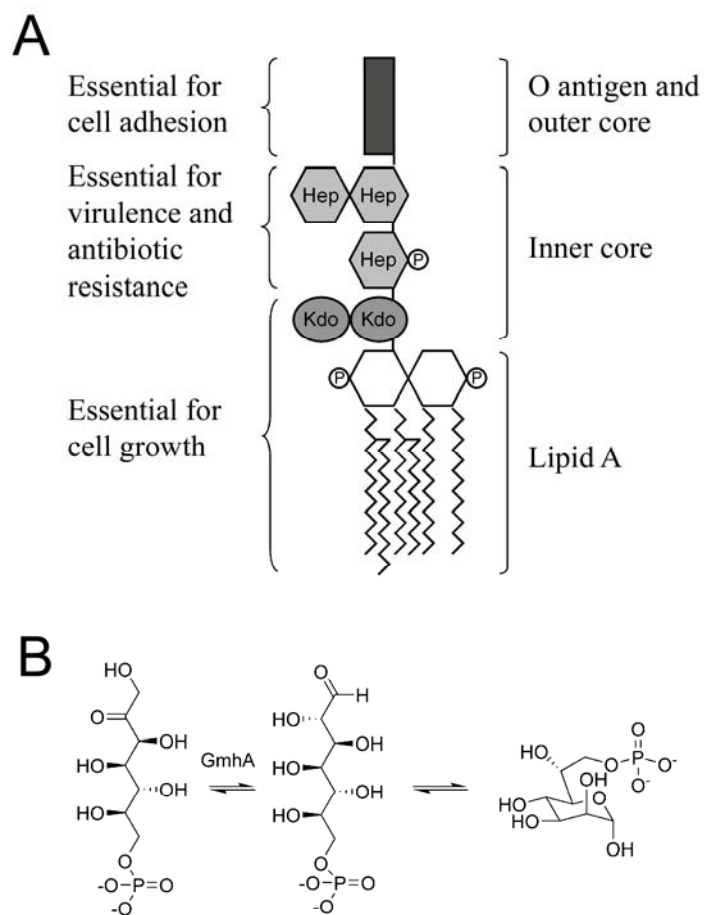 A
Essential for
cell adhesion
O antigen and
outer core
Essential for
virulence and
antibiotic
resistance
Hep Hep
Hep P
Inner core
Kdo Kdo
P P
Essential for
cell growth
Lipid A
B
HO
O
OH
HO
OH
HO
O
-O-P=O
-O
GmhA
O
H
HO
OH
HO
OH
HO
O
-O-P=O
-O
HO
O
O
P
O-
O-
OH
HO
HO
O
OH